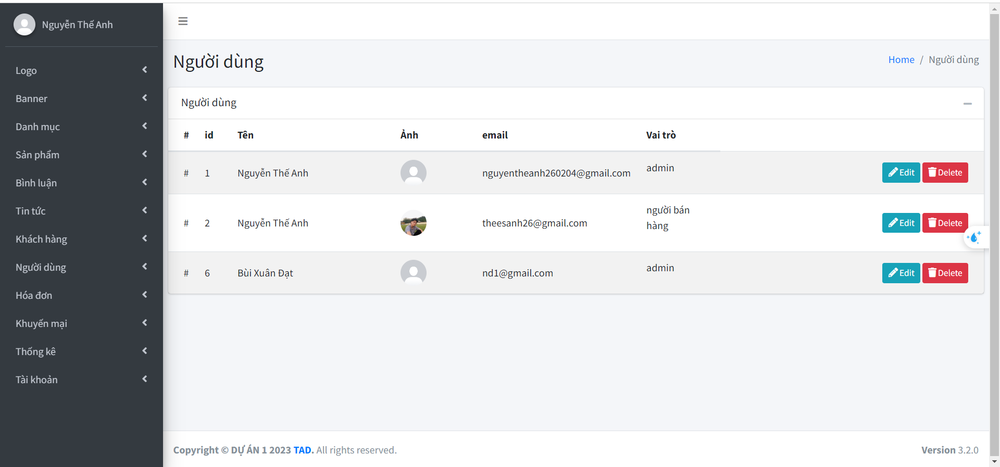 Nguyễn Thế Anh
Logo
Banner
Danh mục
Sản phẩm
Bình luận
Tin tức
Khách hàng
Người dùng
Hóa đơn
Khuyến mại
Thống kê
Tài khoản
Người dùng
Home / Người dùng
Người dùng
# id Tên Ảnh email Vai trò
# 1 Nguyễn Thế Anh nguyentheanh260204@gmail.com admin Edit Delete
# 2 Nguyễn Thế Anh theesanh26@gmail.com người bán
hàng Edit Delete
# 6 Bùi Xuân Đạt nd1@gmail.com admin Edit Delete
Copyright © DỰ ÁN 1 2023 TAD. All rights reserved.
Version 3.2.0